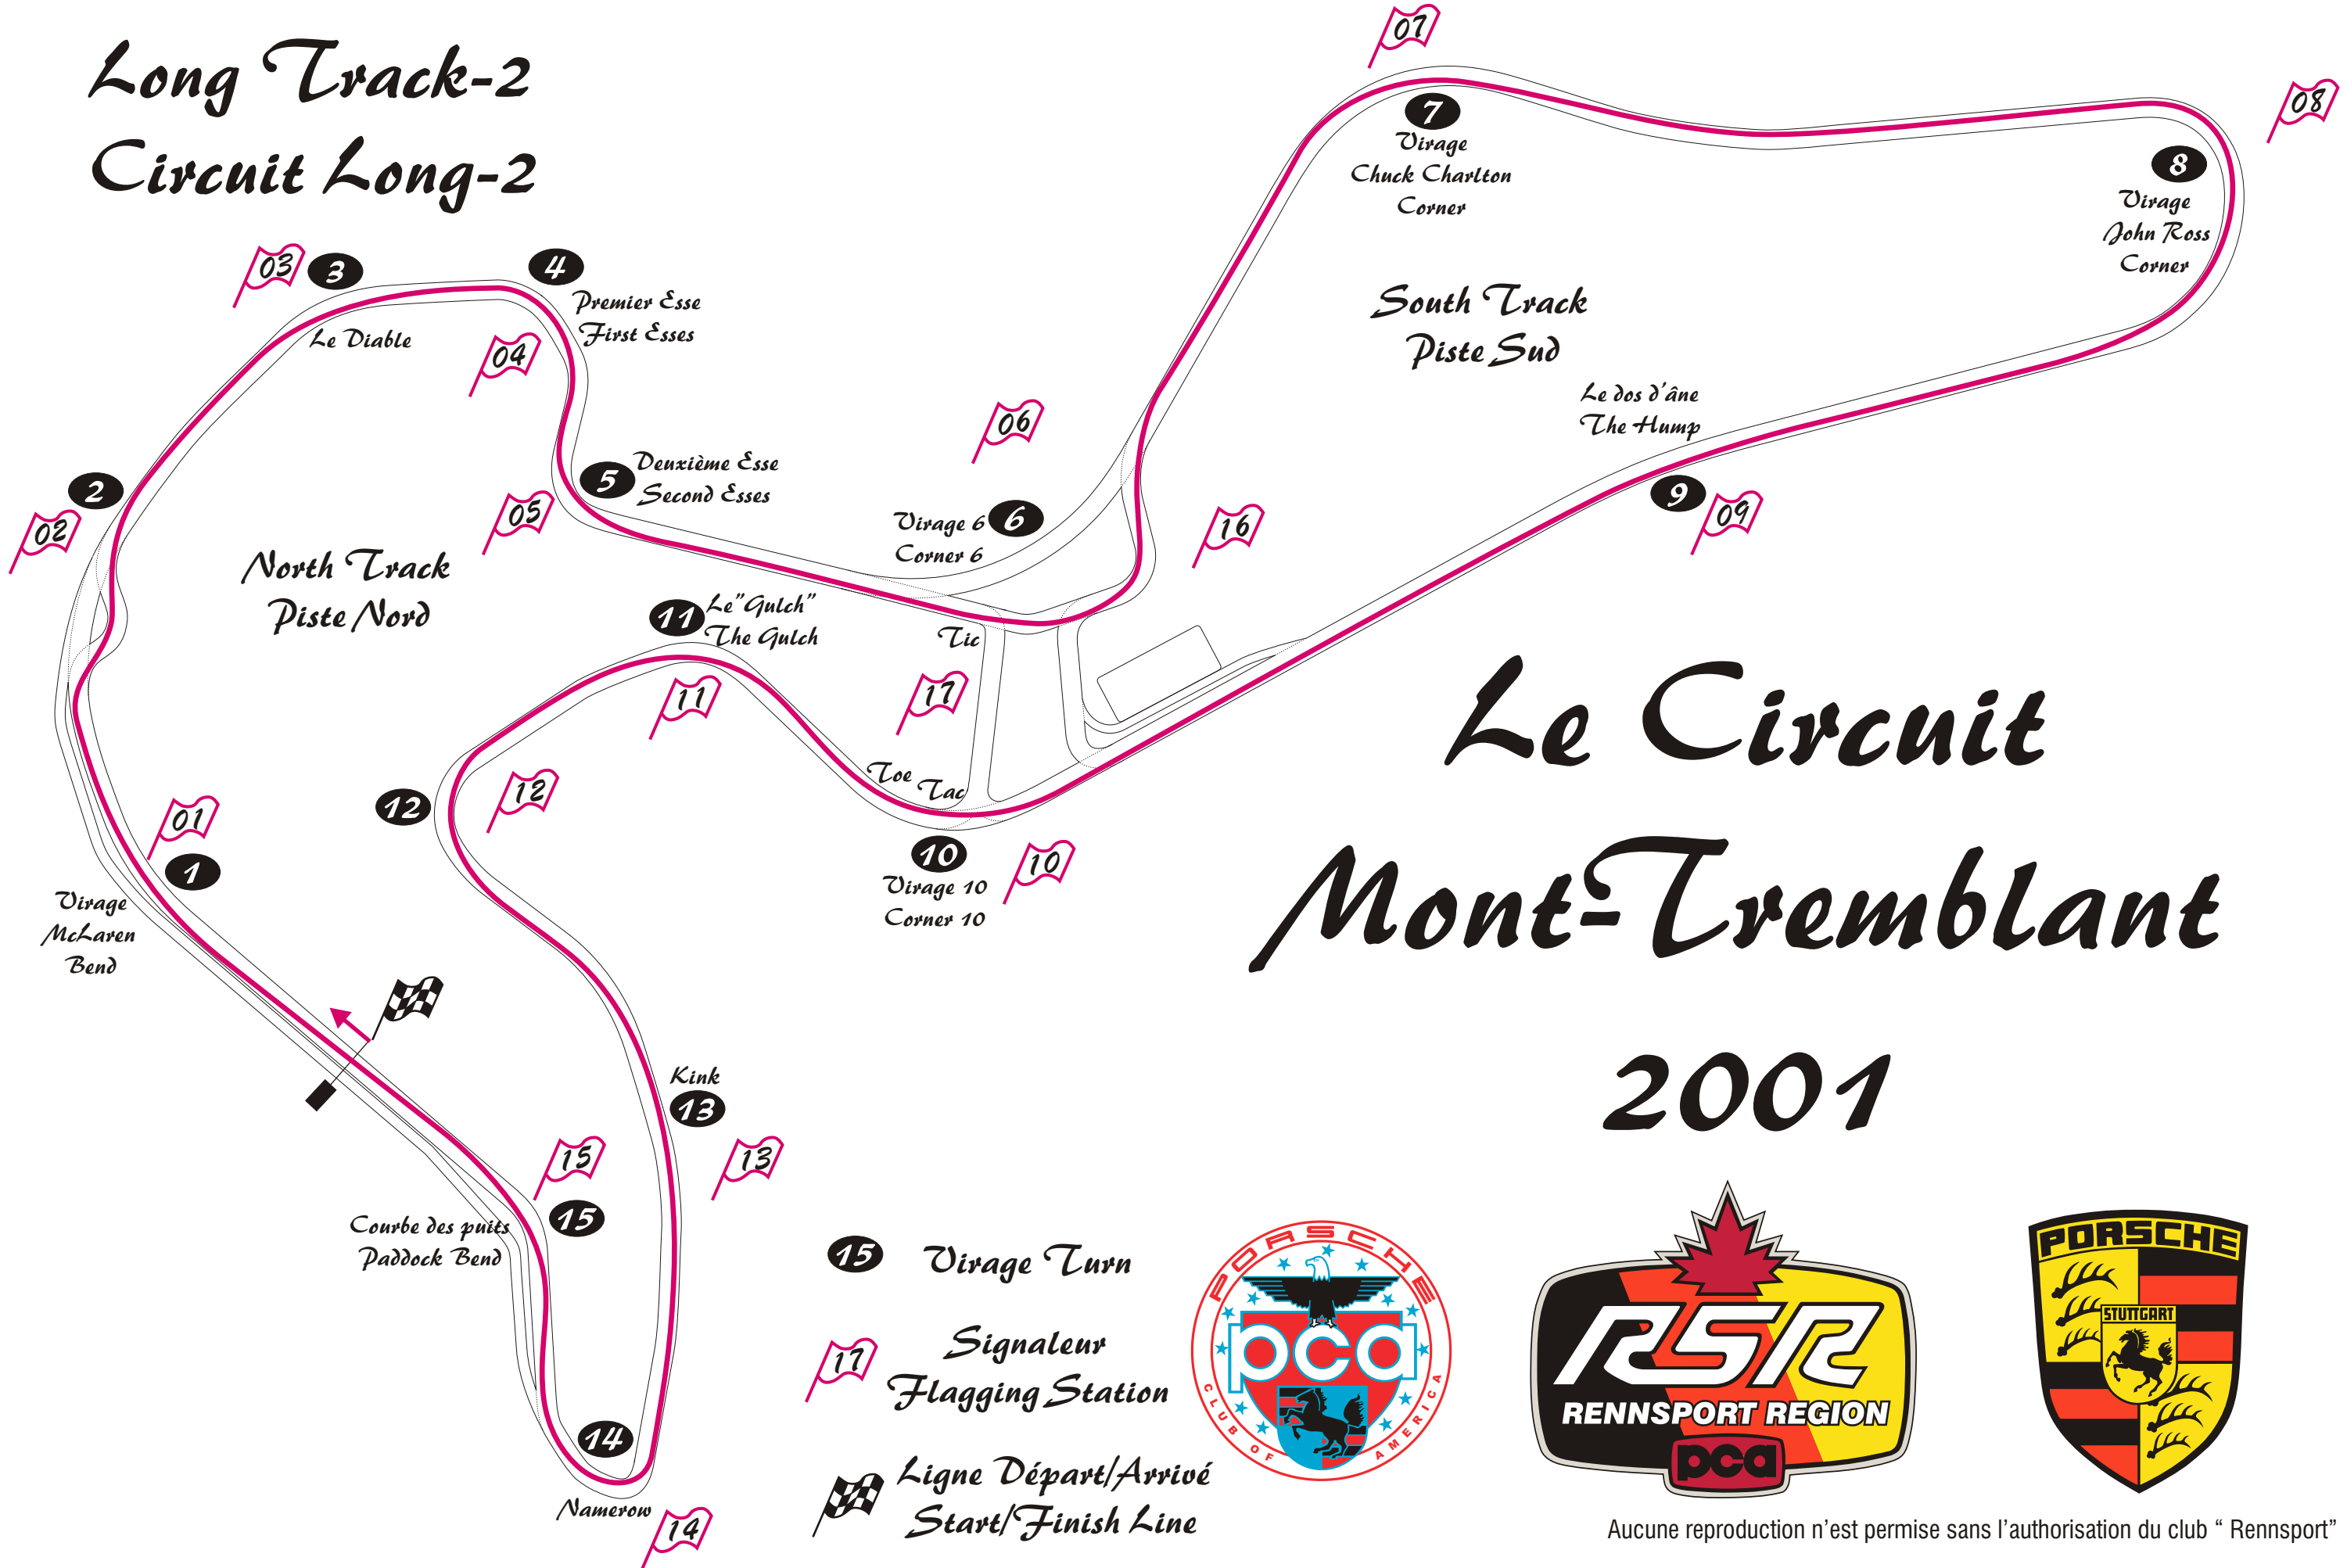 Long Track-2
Circuit Long-2
07
08
7
Virage
Chuck Charlton
Corner
8
Virage
John Ross
Corner
03
3
Le Diable
4
Premier Esse
First Esses
04
South Track
Piste Sud
Le dos d'âne
The Hump
9
09
2
02
5
Deuxième Esse
Second Esses
05
06
Virage 6
Corner 6
6
16
North Track
Piste Nord
11
Le"Gulch"
The Gulch
Tic
11
17
Toe
Tac
12
12
10
Virage 10
Corner 10
10
01
1
Virage
McLaren
Bend
Le Circuit
Mont-Tremblant
2001
Kink
13
13
15
15
Courbe des puits
Paddock Bend
14
Namerow
14
15
Virage Turn
17
Signaleur
Flagging Station
Ligne Départ/Arrivé
Start/Finish Line
PORSCHE
pca
CLUB OF AMERICA
RSR
RENNSPORT REGION
pca
PORSCHE
STUTTGART
Aucune reproduction n'est permise sans l'authorisation du club “ Rennsport”